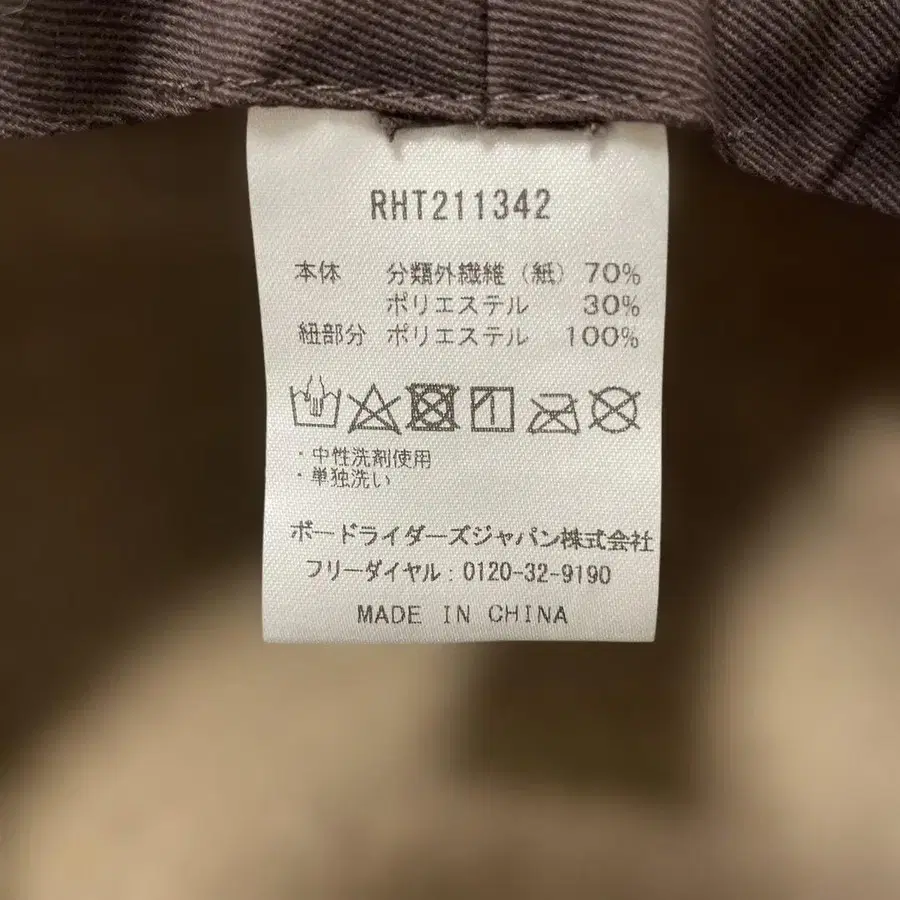 RHT211342
本体 分類外繊維（紙） 70%
ポリエステル 30%
紐部分 ポリエステル 100%
・中性洗剤使用
・単独洗い
ボードライダーズジャパン株式会社
フリーダイヤル：0120-32-9190
MADE IN CHINA